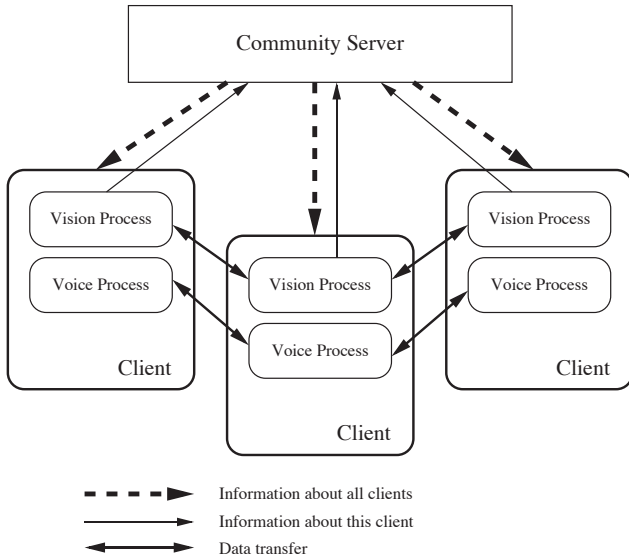 Community Server
Vision Process
Voice Process
Client
Vision Process
Voice Process
Client
Vision Process
Voice Process
Client
Information about all clients
Information about this client
Data transfer